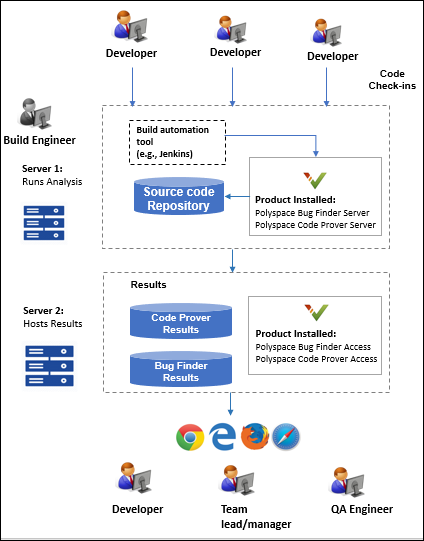 Developer
Developer
Developer
Code
Check-ins
Build Engineer
Build automation
tool
(e.g., Jenkins)
Server 1:
Runs Analysis
Source code
Repository
Product Installed:
Polyspace Bug Finder Server
Polyspace Code Prover Server
Results
Server 2:
Hosts Results
Code Prover
Results
Product Installed:
Polyspace Bug Finder Access
Polyspace Code Prover Access
Bug Finder
Results
Developer
Team
lead/manager
QA Engineer